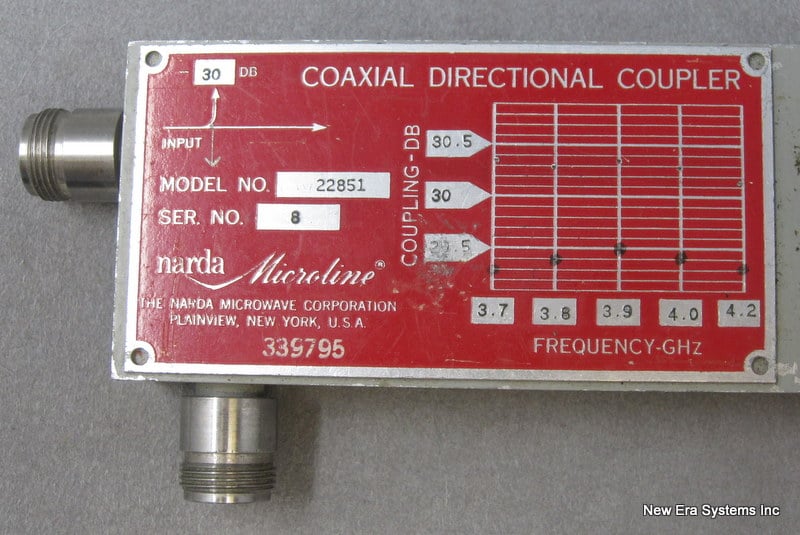 30 DB
COAXIAL DIRECTIONAL COUPLER
INPUT
MODEL NO. 22851
SER. NO. 8
narda Microline®
THE NARDA MICROWAVE CORPORATION
PLAINVIEW, NEW YORK, U.S.A.
339795
COUPLING-DB
30.5
30
29.5
3.7 3.8 3.9 4.0 4.2
FREQUENCY-GHz
New Era Systems Inc